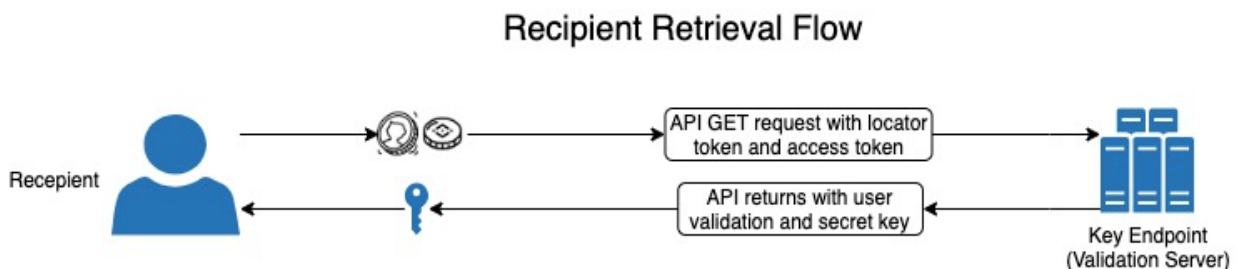 Recipient Retrieval Flow
API GET request with locator
token and access token
Recepient
API returns with user
validation and secret key
Key Endpoint
(Validation Server)